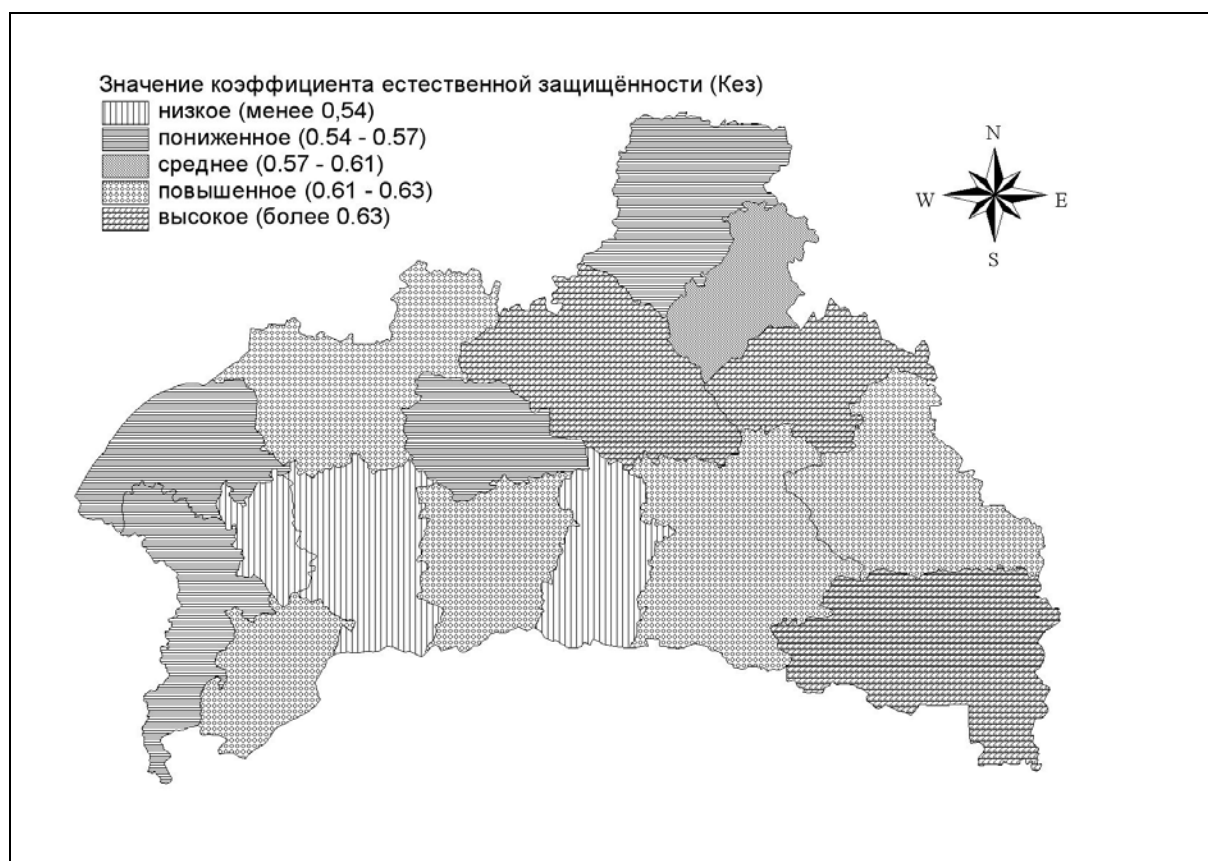 Значение коэффициента естественной защищённости (Кез)
низкое (менее 0,54)
пониженное (0.54 - 0.57)
среднее (0.57 - 0.61)
повышенное (0.61 - 0.63)
высокое (более 0.63)
N
W E
S